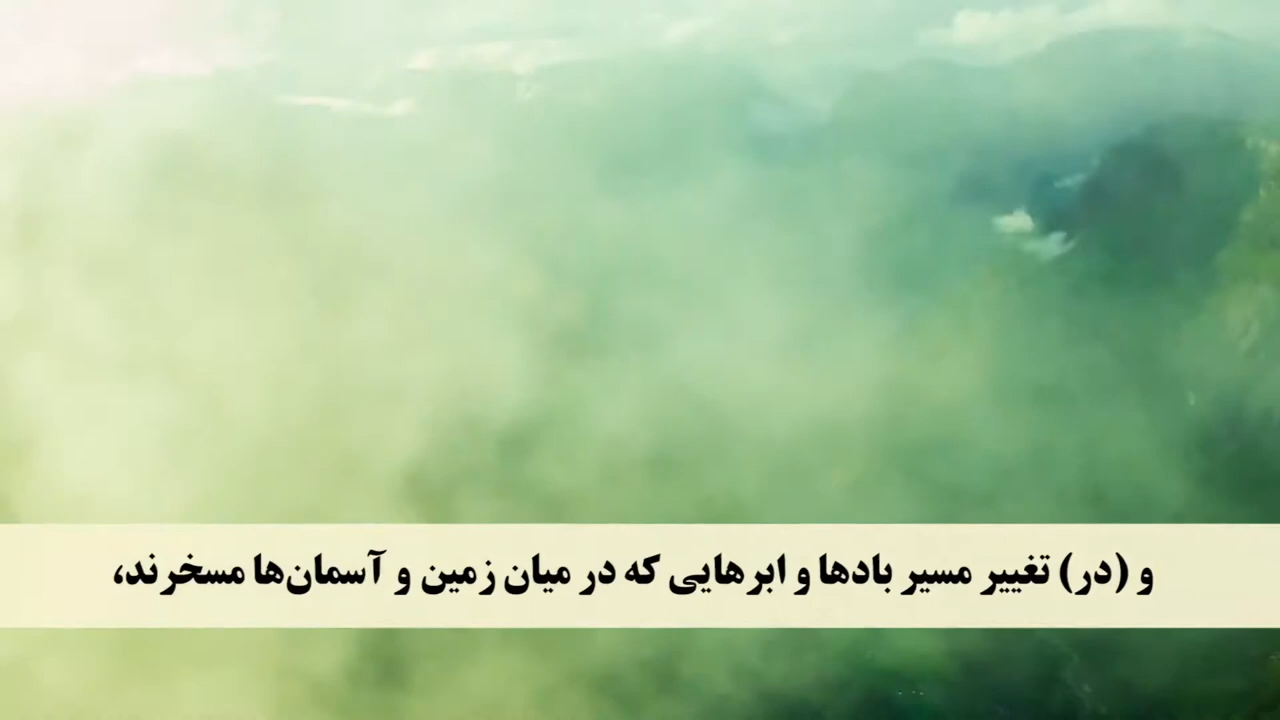 و (در) تغییر مسیر بادها و ابرهایی که در میان زمین و آسمان‌ها مسخرند،